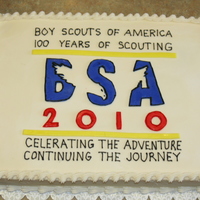 BOY SCOUTS OF AMERICA
100 YEARS OF SCOUTING
BSA
2010
CELEBRATING THE ADVENTURE
CONTINUING THE JOURNEY